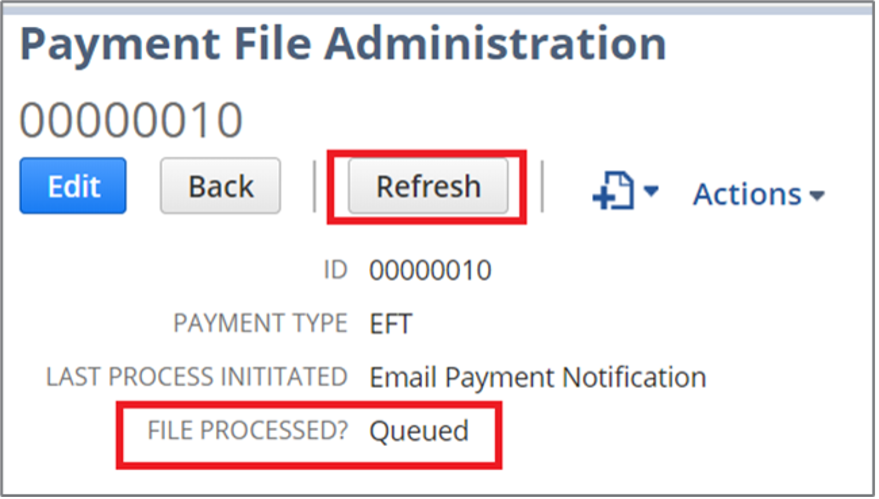 Payment File Administration
00000010
Edit Back Refresh Actions
ID 00000010
PAYMENT TYPE EFT
LAST PROCESS INITITATED Email Payment Notification
FILE PROCESSED? Queued